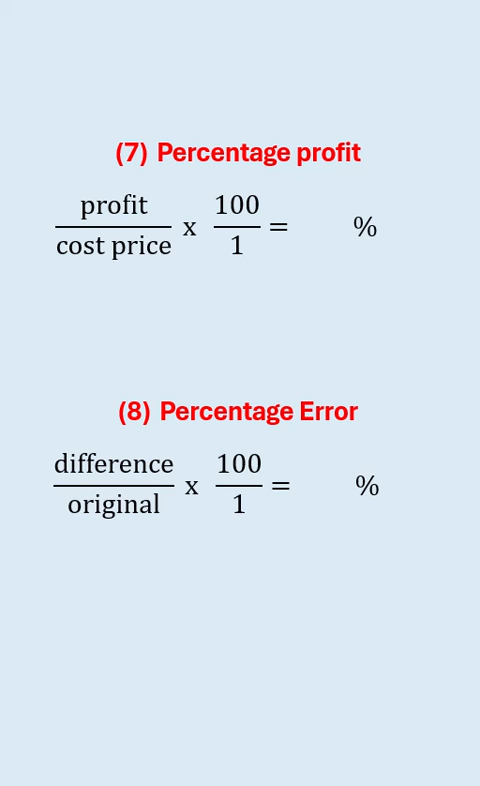 (7) Percentage profit
profit
cost price
x
100
1
=
%
(8) Percentage Error
difference
original
x
100
1
=
%